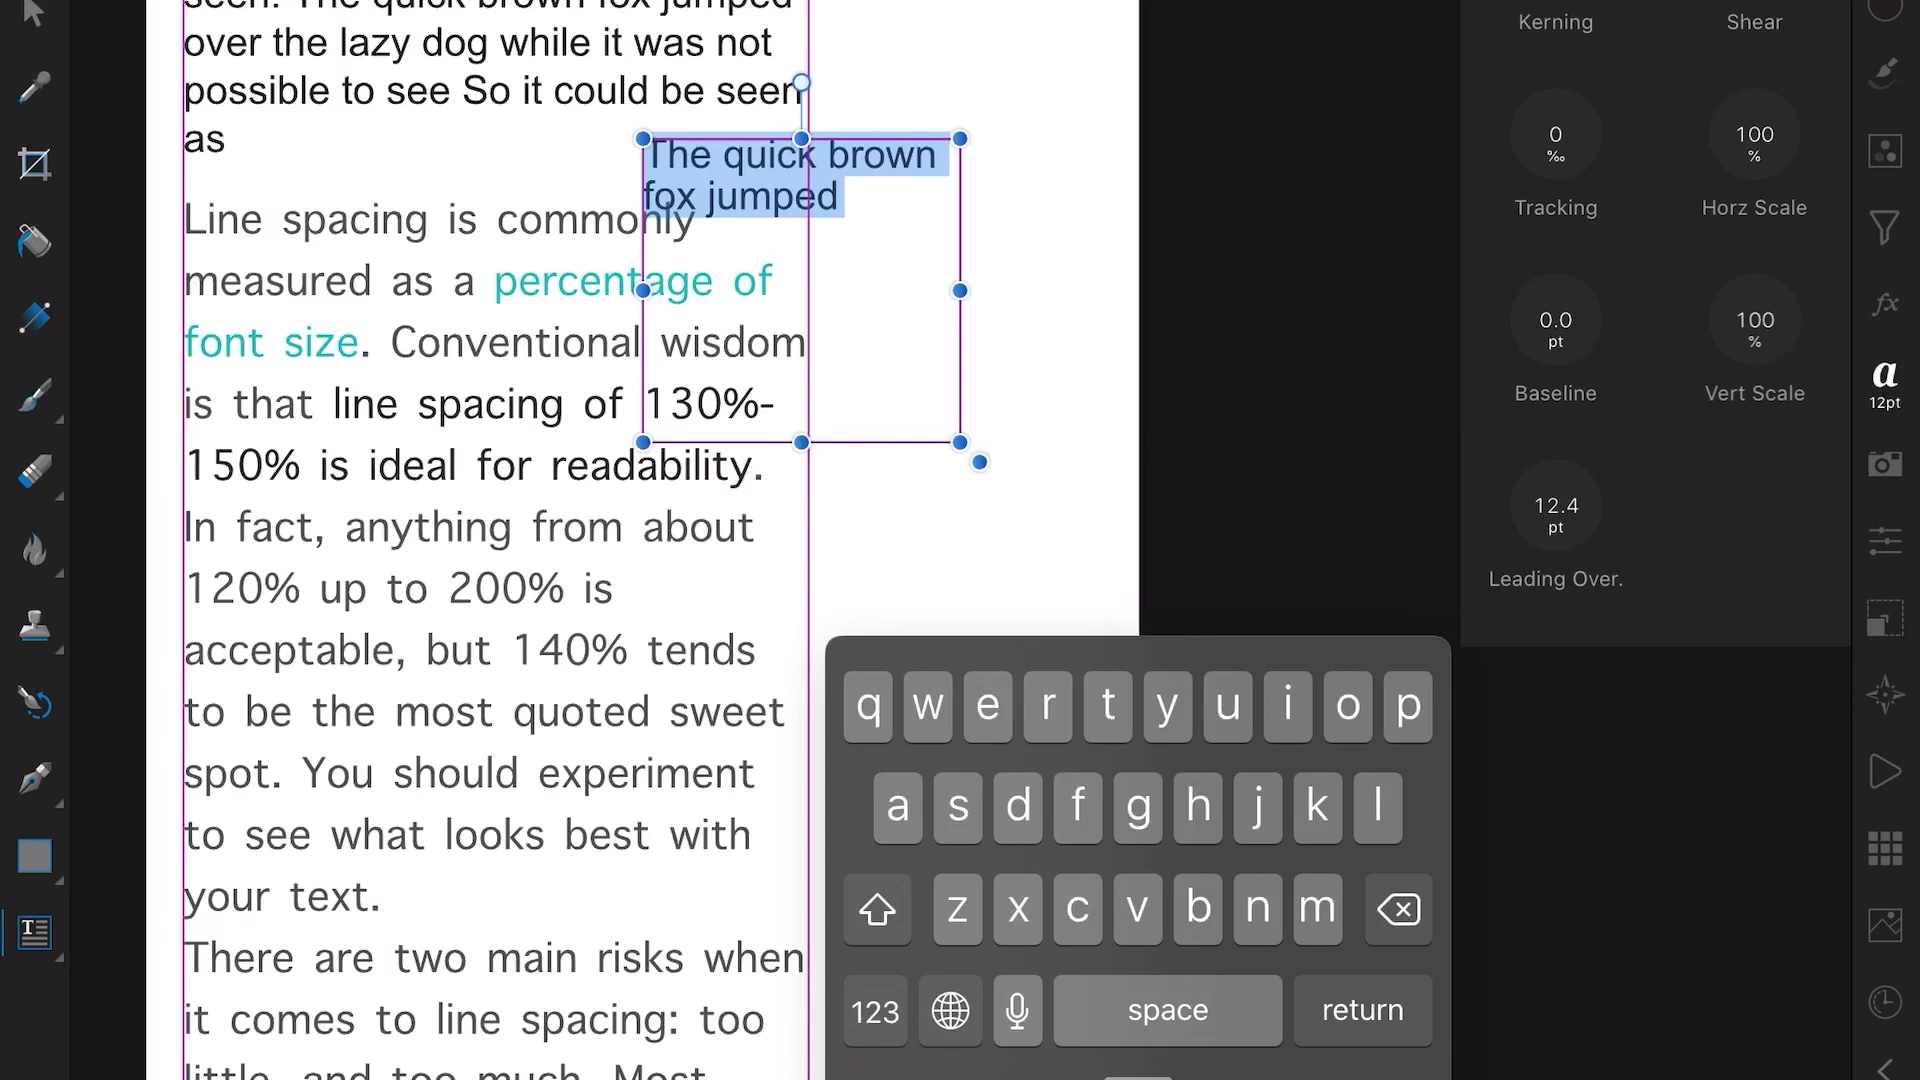 seen. The quick brown fox jumped
over the lazy dog while it was not
possible to see So it could be seen
as
The quick brown
fox jumped
Line spacing is commonly
measured as a percentage of
font size. Conventional wisdom
is that line spacing of 130%-
150% is ideal for readability.
In fact, anything from about
120% up to 200% is
acceptable, but 140% tends
to be the most quoted sweet
spot. You should experiment
to see what looks best with
your text.
There are two main risks when
it comes to line spacing: too
little, and too much. Most
Kerning
Shear
0
‰
Tracking
100
%
Horz Scale
0.0
pt
Baseline
100
%
Vert Scale
12.4
pt
Leading Over.
fx
a
12pt
T
q w e r t y u i o p
a s d f g h j k l
z x c v b n m
123
space
return